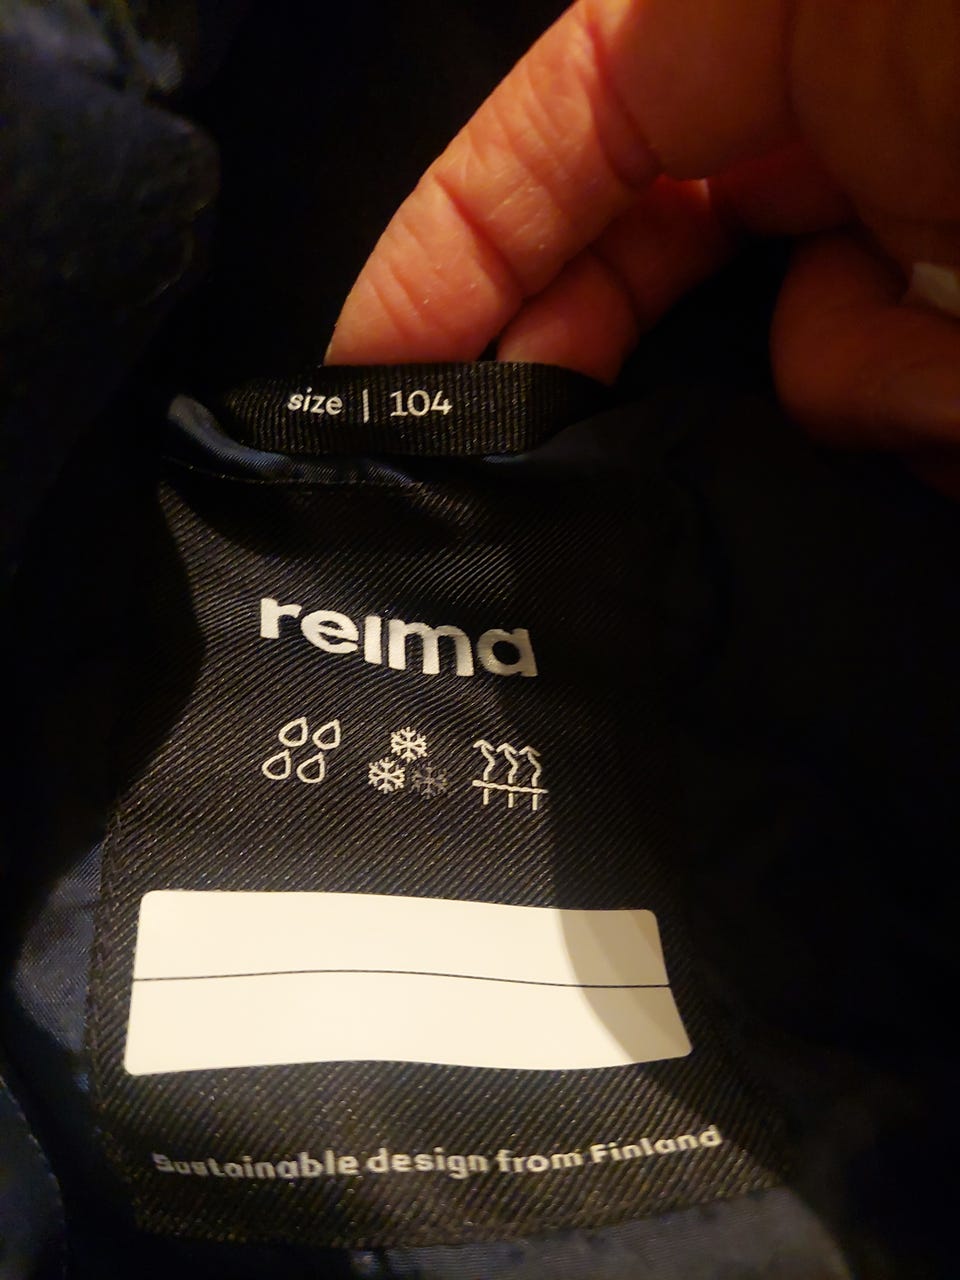 size | 104
reima
Sustainable design from Finland